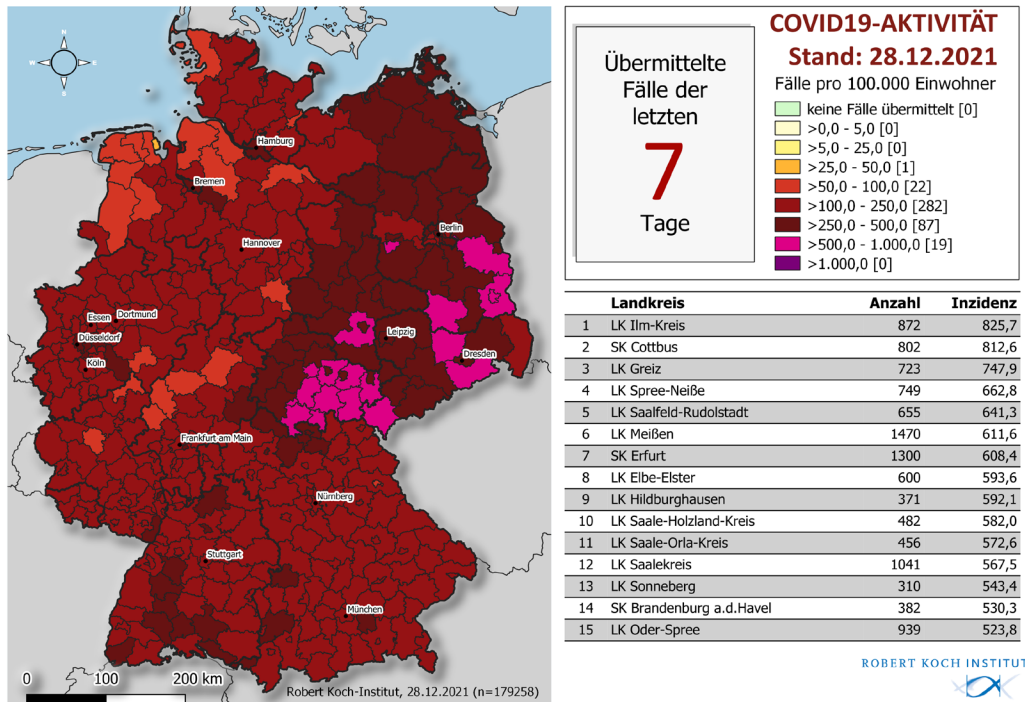 N
W E
S
Hamburg
Bremen
Berlin
Hannover
Essen
Dortmund
Düsseldorf
Leipzig
Köln
Dresden
Frankfurt am Main
Nürnberg
Stuttgart
München
0 100 200 km
Robert Koch-Institut, 28.12.2021 (n=179258)
Übermittelte
Fälle der
letzten
7
Tage
COVID19-AKTIVITÄT
Stand: 28.12.2021
Fälle pro 100.000 Einwohner
keine Fälle übermittelt [0]
>0,0 - 5,0 [0]
>5,0 - 25,0 [0]
>25,0 - 50,0 [1]
>50,0 - 100,0 [22]
>100,0 - 250,0 [282]
>250,0 - 500,0 [87]
>500,0 - 1.000,0 [19]
>1.000,0 [0]
Landkreis Anzahl Inzidenz
1 LK Ilm-Kreis 872 825,7
2 SK Cottbus 802 812,6
3 LK Greiz 723 747,9
4 LK Spree-Neiße 749 662,8
5 LK Saalfeld-Rudolstadt 655 641,3
6 LK Meißen 1470 611,6
7 SK Erfurt 1300 608,4
8 LK Elbe-Elster 600 593,6
9 LK Hildburghausen 371 592,1
10 LK Saale-Holzland-Kreis 482 582,0
11 LK Saale-Orla-Kreis 456 572,6
12 LK Saalekreis 1041 567,5
13 LK Sonneberg 310 543,4
14 SK Brandenburg a.d.Havel 382 530,3
15 LK Oder-Spree 939 523,8
ROBERT KOCH INSTITUT